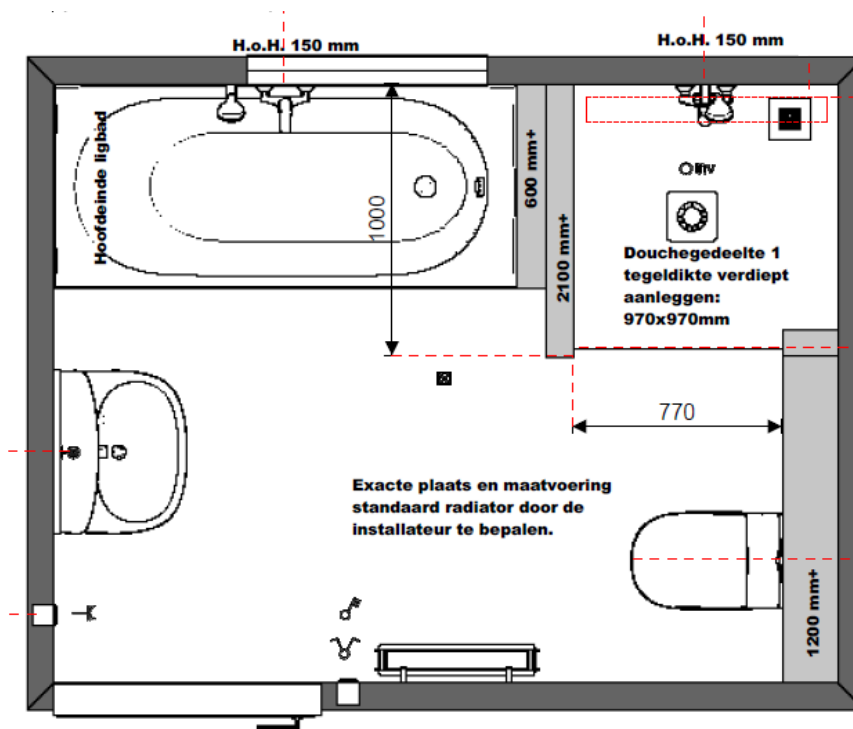 H.o.H. 150 mm
H.o.H. 150 mm
Hoofdeinde ligbad
1000
600 mm+
2100 mm+
Douchegedeelte 1
tegeldikte verdiept
aanleggen:
970x970mm
770
Exacte plaats en maatvoering
standaard radiator door de
installateur te bepalen.
1200 mm+